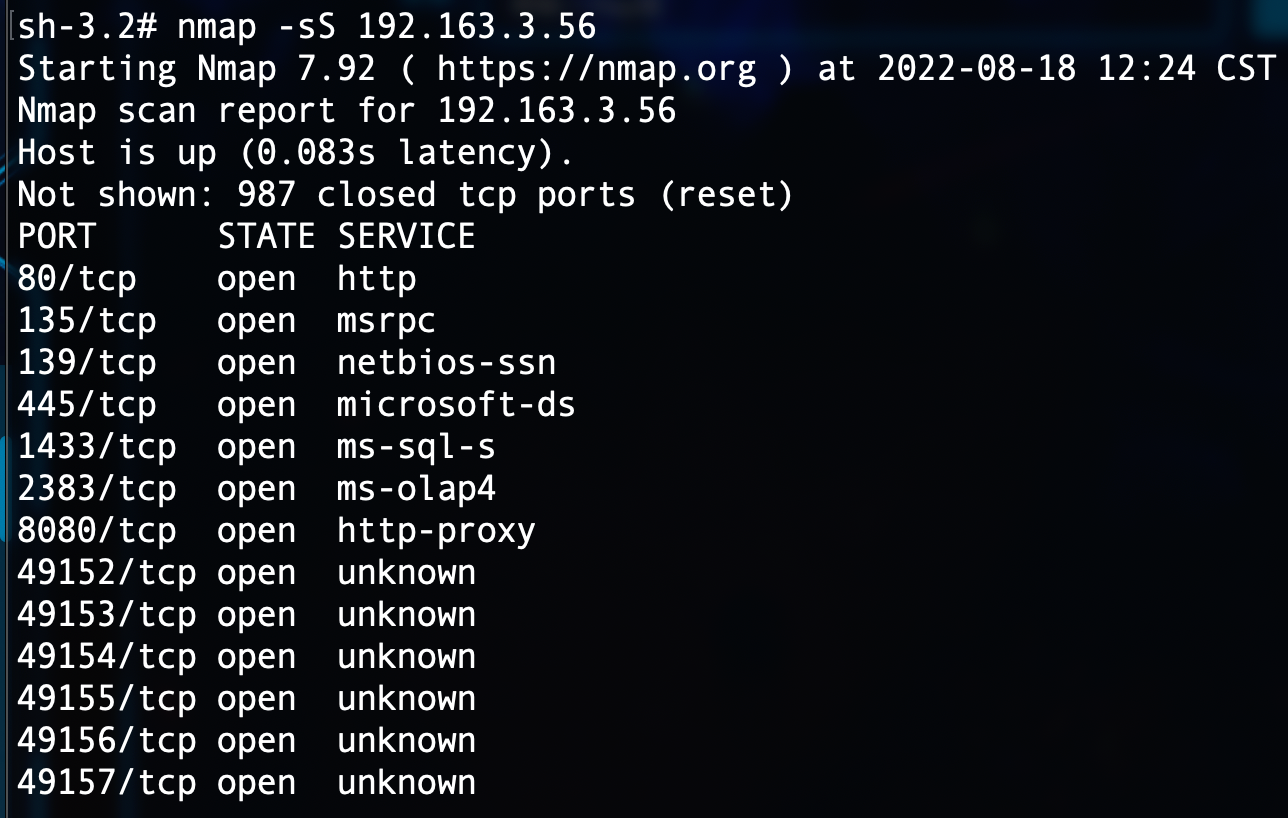 sh-3.2# nmap -sS 192.163.3.56
Starting Nmap 7.92 ( https://nmap.org ) at 2022-08-18 12:24 CST
Nmap scan report for 192.163.3.56
Host is up (0.083s latency).
Not shown: 987 closed tcp ports (reset)
PORT      STATE SERVICE
80/tcp    open  http
135/tcp   open  msrpc
139/tcp   open  netbios-ssn
445/tcp   open  microsoft-ds
1433/tcp  open  ms-sql-s
2383/tcp  open  ms-olap4
8080/tcp  open  http-proxy
49152/tcp open  unknown
49153/tcp open  unknown
49154/tcp open  unknown
49155/tcp open  unknown
49156/tcp open  unknown
49157/tcp open  unknown